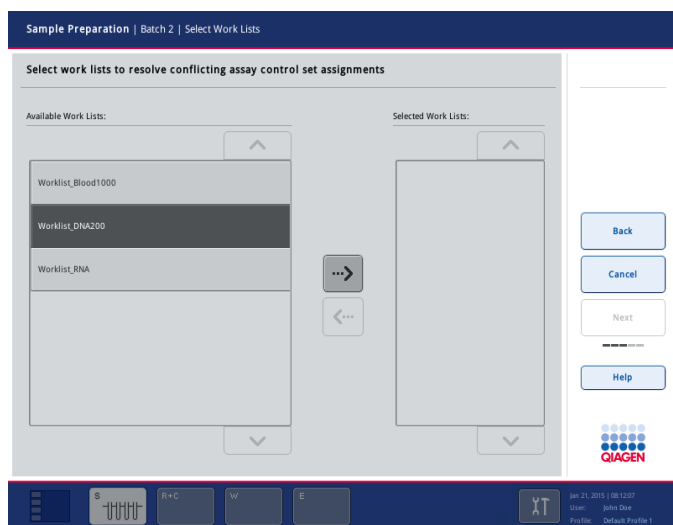 Sample Preparation | Batch 2 | Select Work Lists
Select work lists to resolve conflicting assay control set assignments
Available Work Lists:
Selected Work Lists:
Worklist_Blood1000
Worklist_DNA200
Worklist_RNA
Back
Cancel
Next
Help
QIAGEN
S
R+C
W
E
Jan 21, 2015 | 08:12:07
User: John Doe
Profile: Default Profile 1